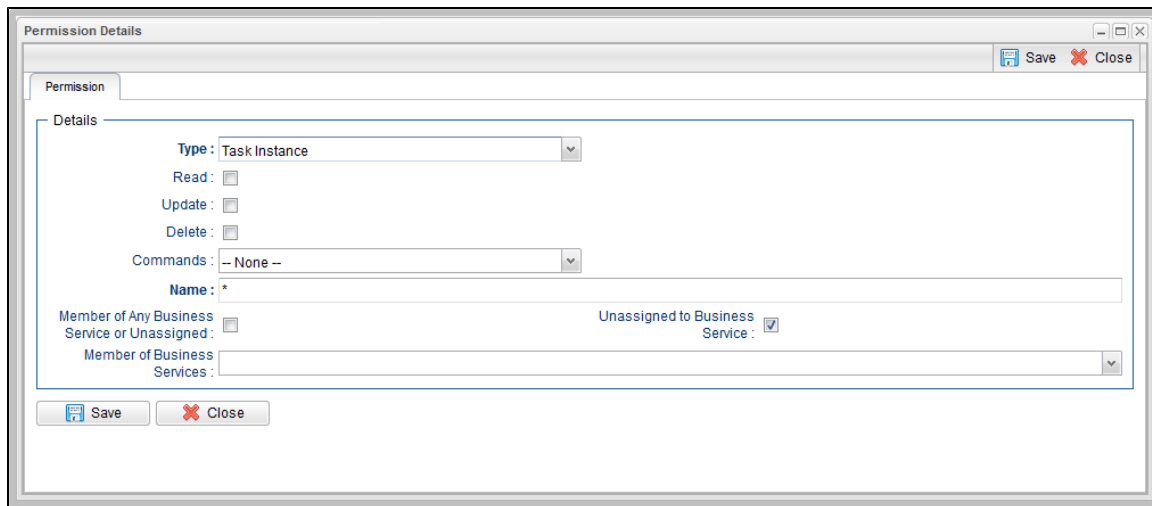 Permission Details
Save Close
Permission
Details
Type : Task Instance
Read :
Update :
Delete :
Commands : -- None --
Name : *
Member of Any Business Unassigned to Business
Service or Unassigned : Service :
Member of Business
Services :
Save Close